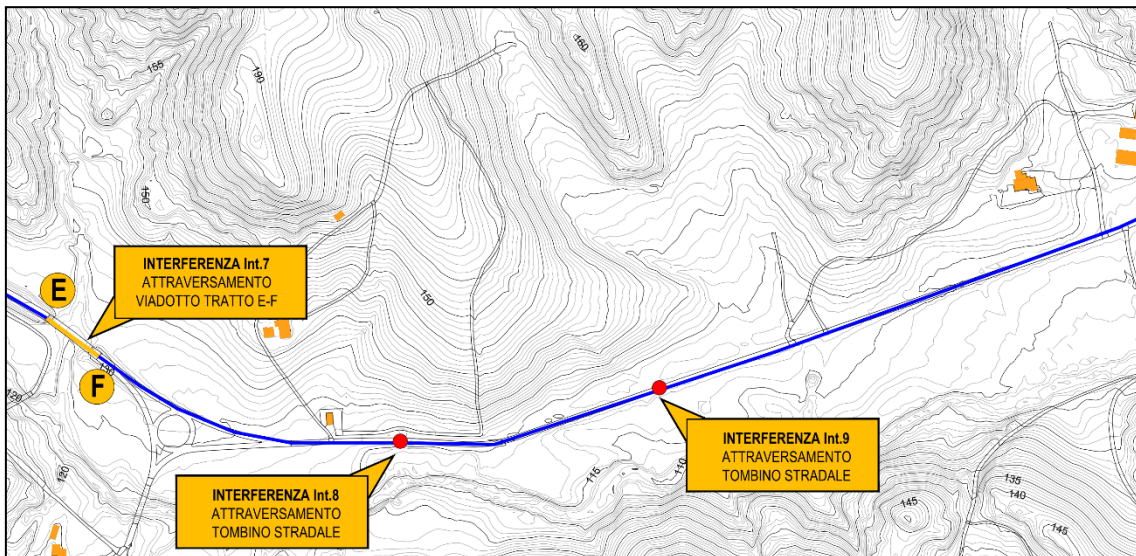 160
155
190
150
INTERFERENZA Int.7
ATTRAVERSAMENTO
VIADOTTO TRATTO E-F
E
150
F
130
120
120
INTERFERENZA Int.9
ATTRAVERSAMENTO
TOMBINO STRADALE
115
110
INTERFERENZA Int.8
ATTRAVERSAMENTO
TOMBINO STRADALE
135
140
145
145